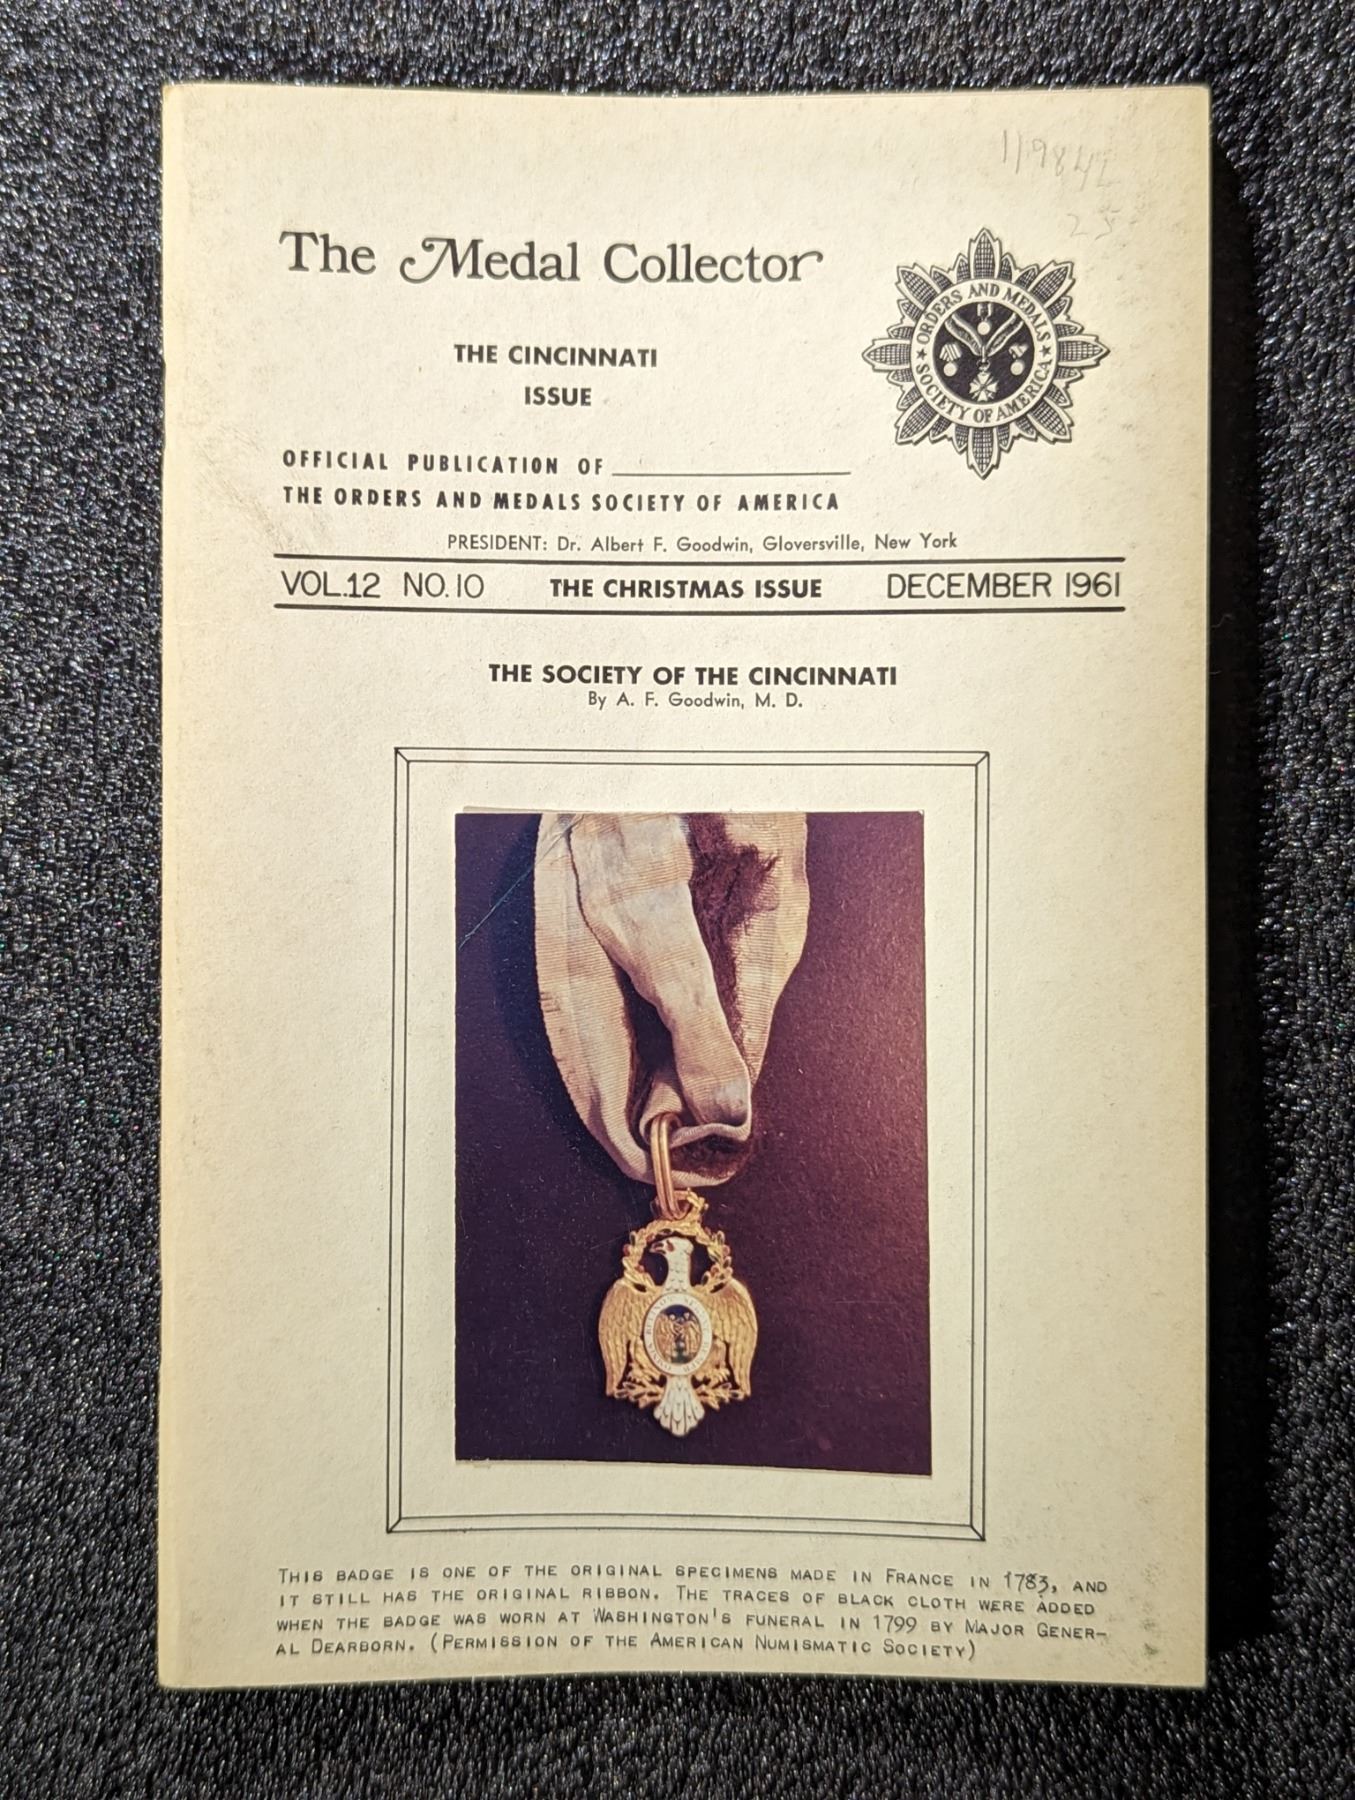 119842
25
The Medal Collector
ORDERS AND MEDALS
SOCIETY OF AMERICA
THE CINCINNATI
ISSUE
OFFICIAL PUBLICATION OF
THE ORDERS AND MEDALS SOCIETY OF AMERICA
PRESIDENT: Dr. Albert F. Goodwin, Gloversville, New York
VOL.12 NO.10 THE CHRISTMAS ISSUE DECEMBER 1961
THE SOCIETY OF THE CINCINNATI
By A. F. Goodwin, M. D.
THIS BADGE IS ONE OF THE ORIGINAL SPECIMENS MADE IN FRANCE IN 1783, AND
IT STILL HAS THE ORIGINAL RIBBON. THE TRACES OF BLACK CLOTH WERE ADDED
WHEN THE BADGE WAS WORN AT WASHINGTON'S FUNERAL IN 1799 BY MAJOR GENER-
AL DEARBORN. (PERMISSION OF THE AMERICAN NUMISMATIC SOCIETY)